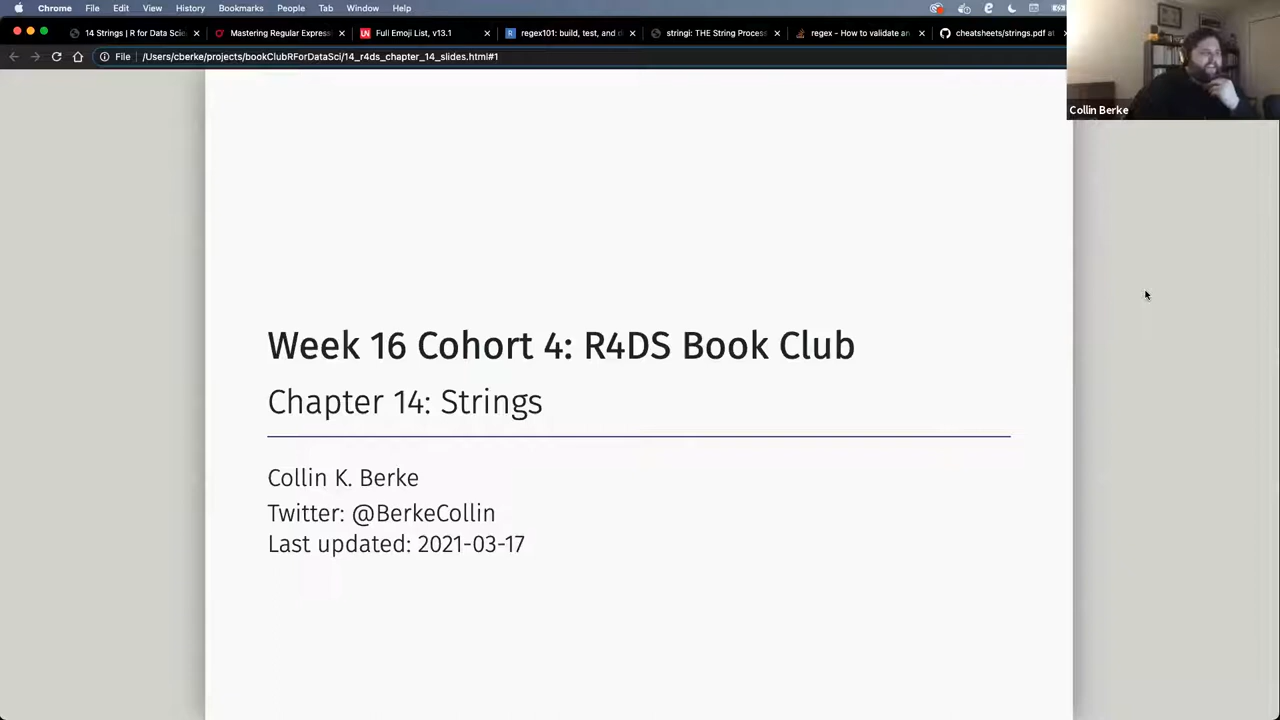 Chrome File Edit View History Bookmarks People Tab Window Help
14 Strings | R for Data Scie Mastering Regular Express Full Emoji List, v13.1 regex101: build, test, and d stringi: THE String Process regex - How to validate an cheatsheets/strings.pdf at
File /Users/cberke/projects/bookClubRForDataSci/14_r4ds_chapter_14_slides.html#1
Collin Berke
Week 16 Cohort 4: R4DS Book Club
Chapter 14: Strings
Collin K. Berke
Twitter: @BerkeCollin
Last updated: 2021-03-17